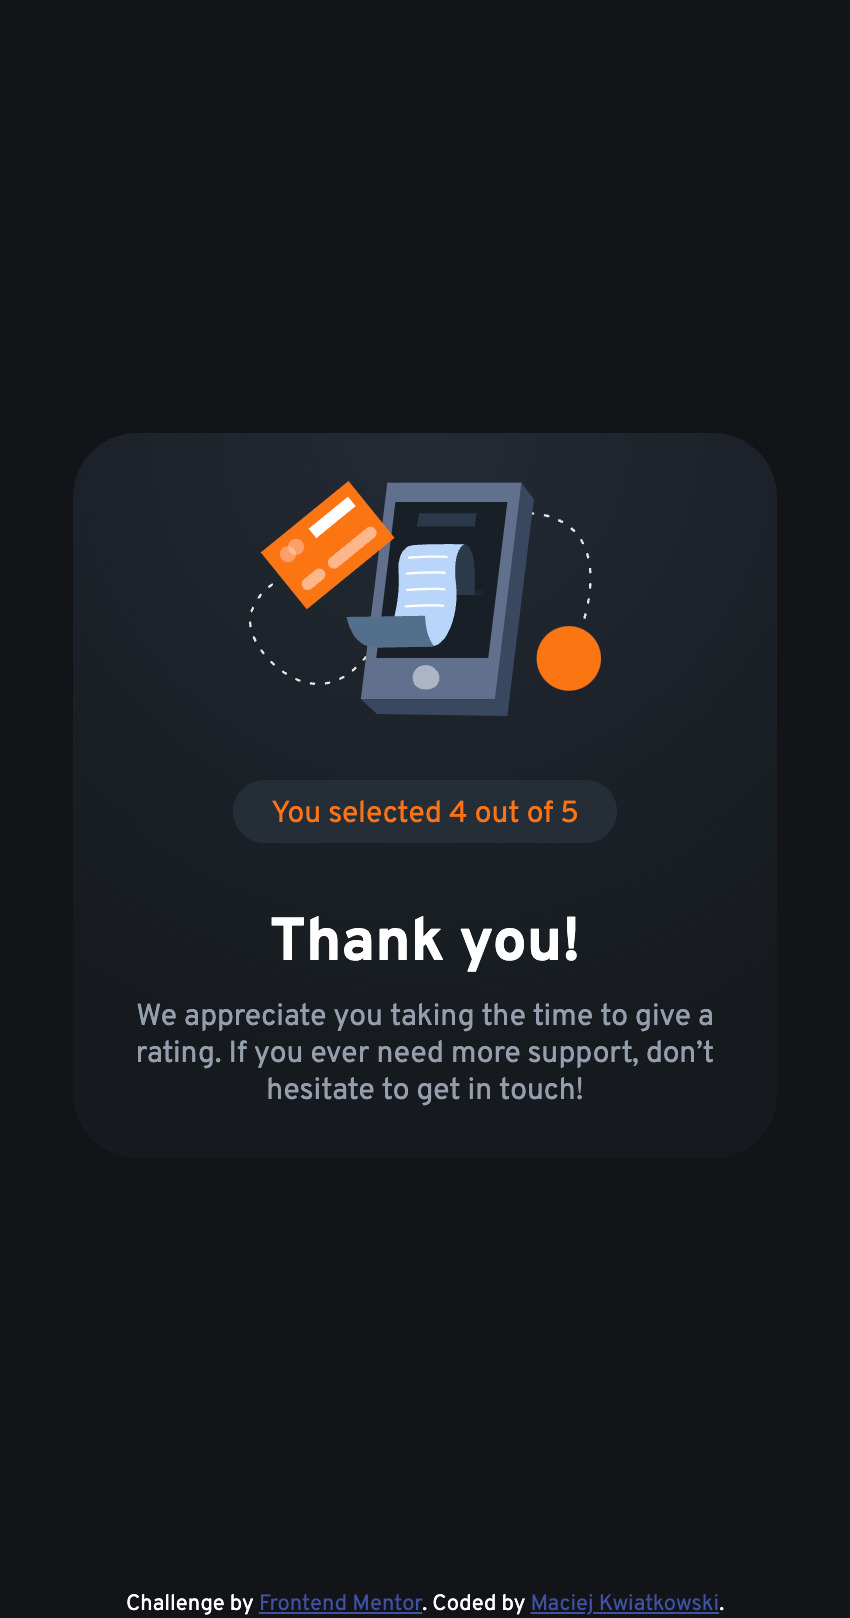 You selected 4 out of 5
Thank you!
We appreciate you taking the time to give a
rating. If you ever need more support, don’t
hesitate to get in touch!
Challenge by Frontend Mentor. Coded by Maciej Kwiatkowski.